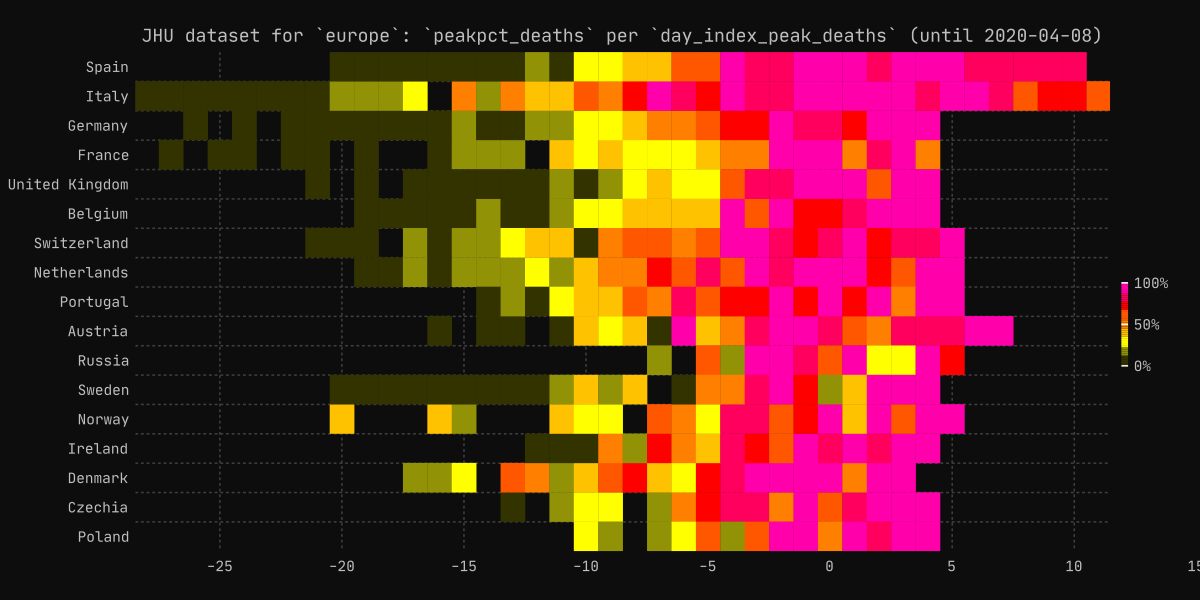 JHU dataset for `europe`: `peakpct_deaths` per `day_index_peak_deaths` (until 2020-04-08)
Spain
Italy
Germany
France
United Kingdom
Belgium
Switzerland
Netherlands
Portugal
Austria
Russia
Sweden
Norway
Ireland
Denmark
Czechia
Poland
100%
50%
0%
-25 -20 -15 -10 -5 0 5 10 15